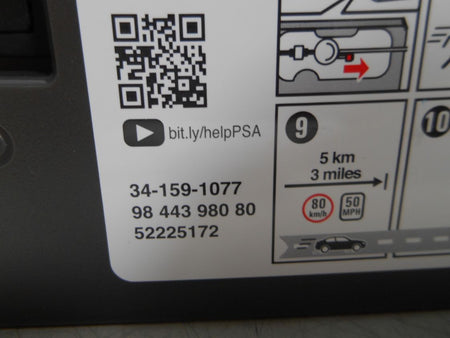 bit.ly/helpPSA
34-159-1077
98 443 980 80
52225172
9
5 km
3 miles
80
km/h
50
MPH
10